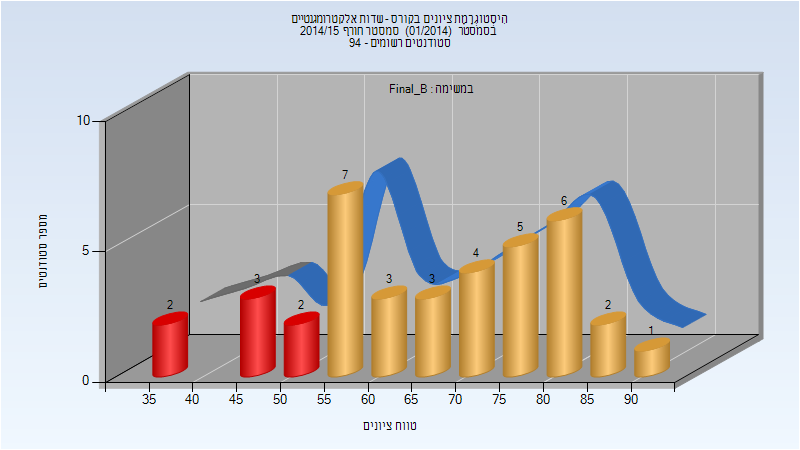 היסטוגרמת ציונים בקורס - שדות אלקטרומגנטיים
בסמסטר (01/2014) סמסטר חורף 2014/15
סטודנטים רשומים - 94
במשימה : Final_B
מספר סטודנטים
10
5
0
2
3
2
7
3
3
4
5
6
2
1
35 40 45 50 55 60 65 70 75 80 85 90
טווח ציונים